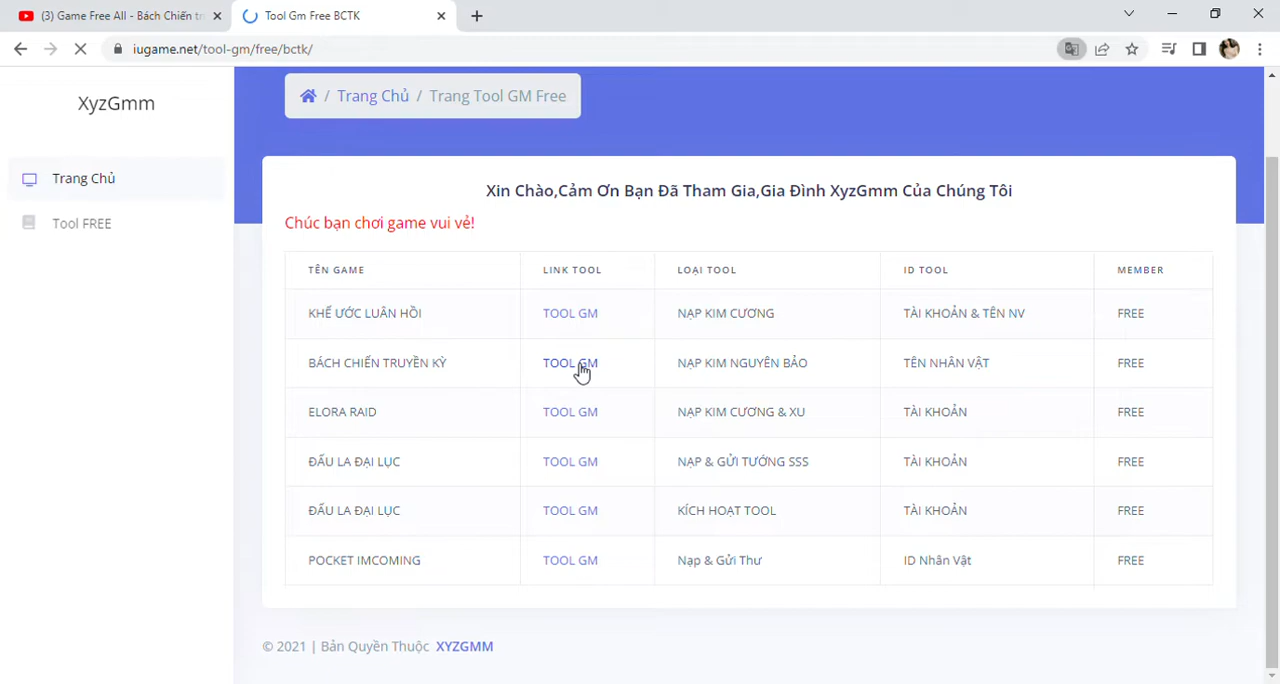 (3) Game Free All - Bách Chiến tr
Tool Gm Free BCTK
iugame.net/tool-gm/free/bctk/
XyzGmm
Trang Chủ
Tool FREE
/ Trang Chủ / Trang Tool GM Free
Xin Chào,Cảm Ơn Bạn Đã Tham Gia,Gia Đình XyzGmm Của Chúng Tôi
Chúc bạn chơi game vui vẻ!
TÊN GAME LINK TOOL LOẠI TOOL ID TOOL MEMBER
KHẾ ƯỚC LUÂN HỒI TOOL GM NẠP KIM CƯƠNG TÀI KHOẢN & TÊN NV FREE
BÁCH CHIẾN TRUYỀN KỲ TOOL GM NẠP KIM NGUYÊN BẢO TÊN NHÂN VẬT FREE
ELORA RAID TOOL GM NẠP KIM CƯƠNG & XU TÀI KHOẢN FREE
ĐẤU LA ĐẠI LỤC TOOL GM NẠP & GỬI TƯỚNG SSS TÀI KHOẢN FREE
ĐẤU LA ĐẠI LỤC TOOL GM KÍCH HOẠT TOOL TÀI KHOẢN FREE
POCKET IMCOMING TOOL GM Nạp & Gửi Thư ID Nhân Vật FREE
© 2021 | Bản Quyền Thuộc XYZGMM